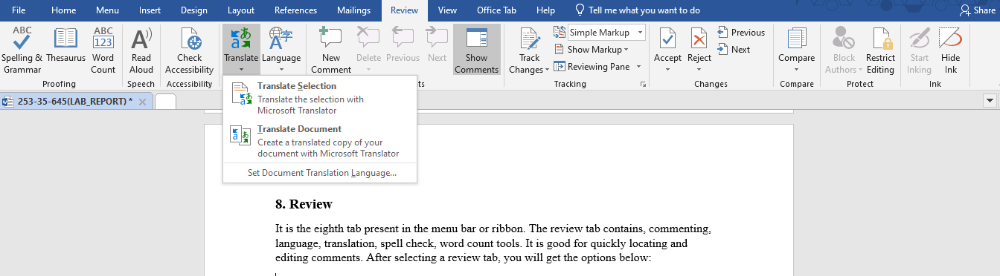 File Home Menu Insert Design Layout References Mailings Review View Office Tab Help Tell me what you want to do Share
ABC Spelling & Grammar
Thesaurus
ABC 123 Word Count
Read Aloud
Check Accessibility
Translate
Language
New Comment
Delete
Previous
Next
Show Comments
Track Changes
Simple Markup
Show Markup
Reviewing Pane
Accept
Reject
Previous
Next
Compare
Block Authors
Restrict Editing
Start Inking
Hide Ink
Proofing Speech Accessibility ts Tracking Changes Compare Protect Ink
253-35-645(LAB_REPORT) *
Translate Selection
Translate the selection with
Microsoft Translator
Translate Document
Create a translated copy of your
document with Microsoft Translator
Set Document Translation Language...
8. Review
It is the eighth tab present in the menu bar or ribbon. The review tab contains, commenting,
language, translation, spell check, word count tools. It is good for quickly locating and
editing comments. After selecting a review tab, you will get the options below: